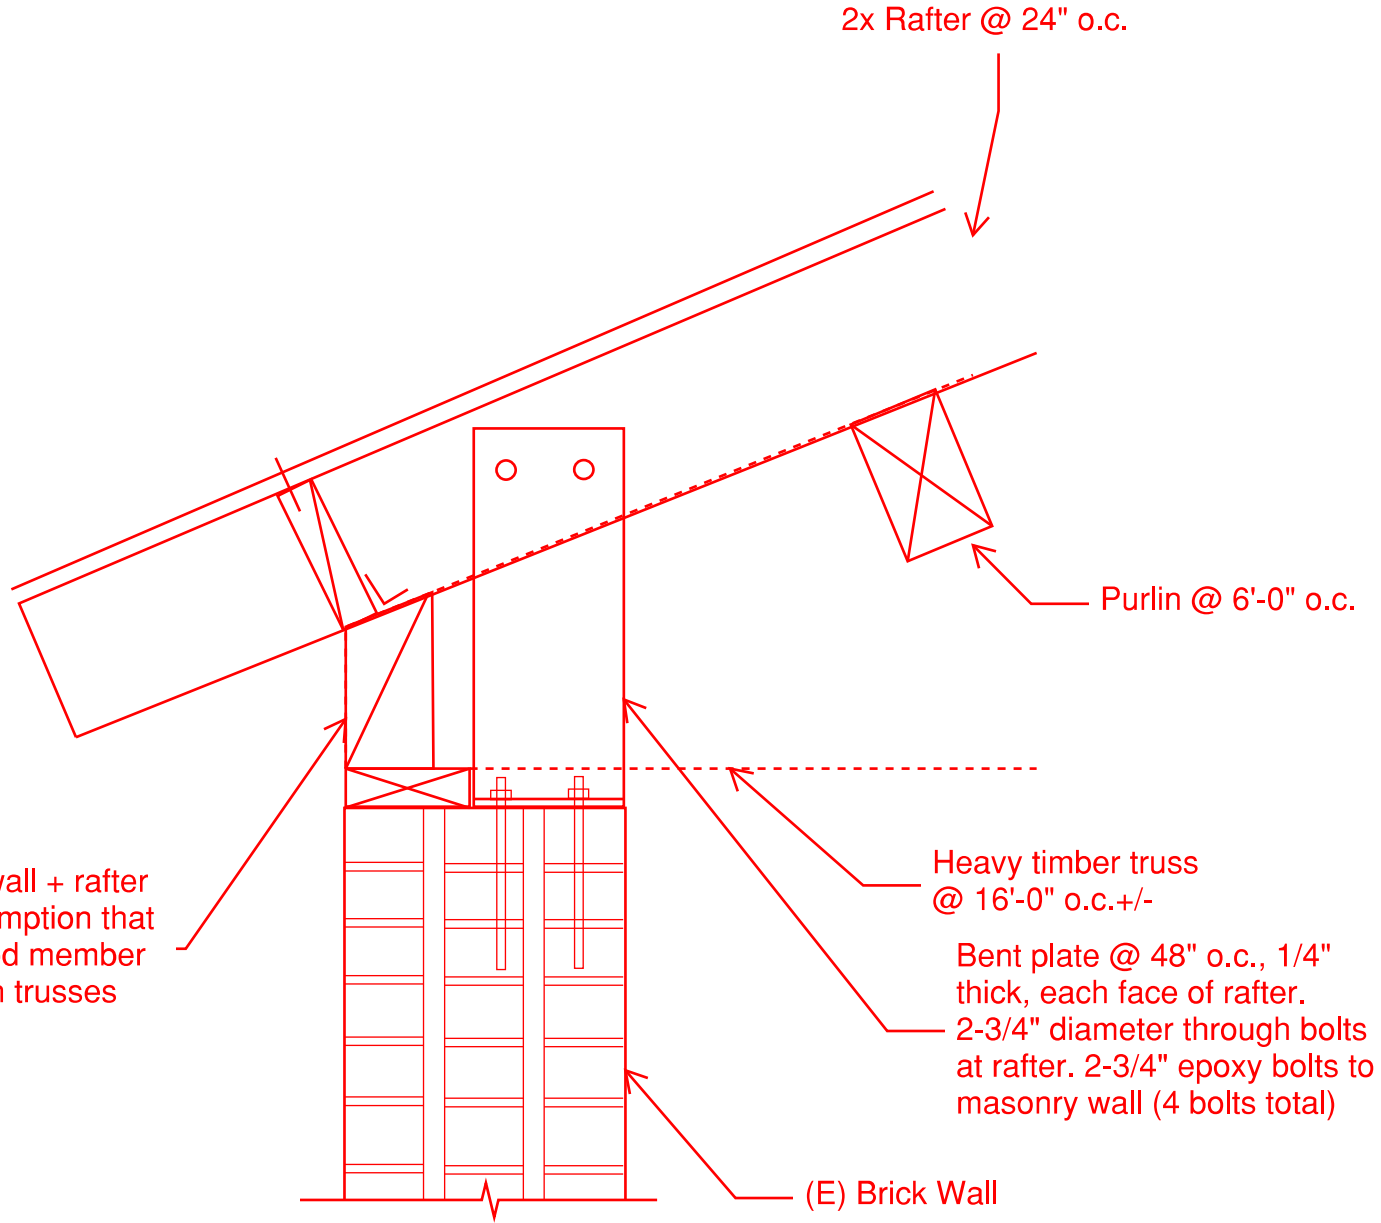 2x Rafter @ 24" o.c.
Purlin @ 6'-0" o.c.
Heavy timber truss
@ 16'-0" o.c.+/-
+ rafter
that
member
trusses
Bent plate @ 48" o.c., 1/4"
thick, each face of rafter.
2-3/4" diameter through bolts
at rafter. 2-3/4" epoxy bolts to
masonry wall (4 bolts total)
(E) Brick Wall